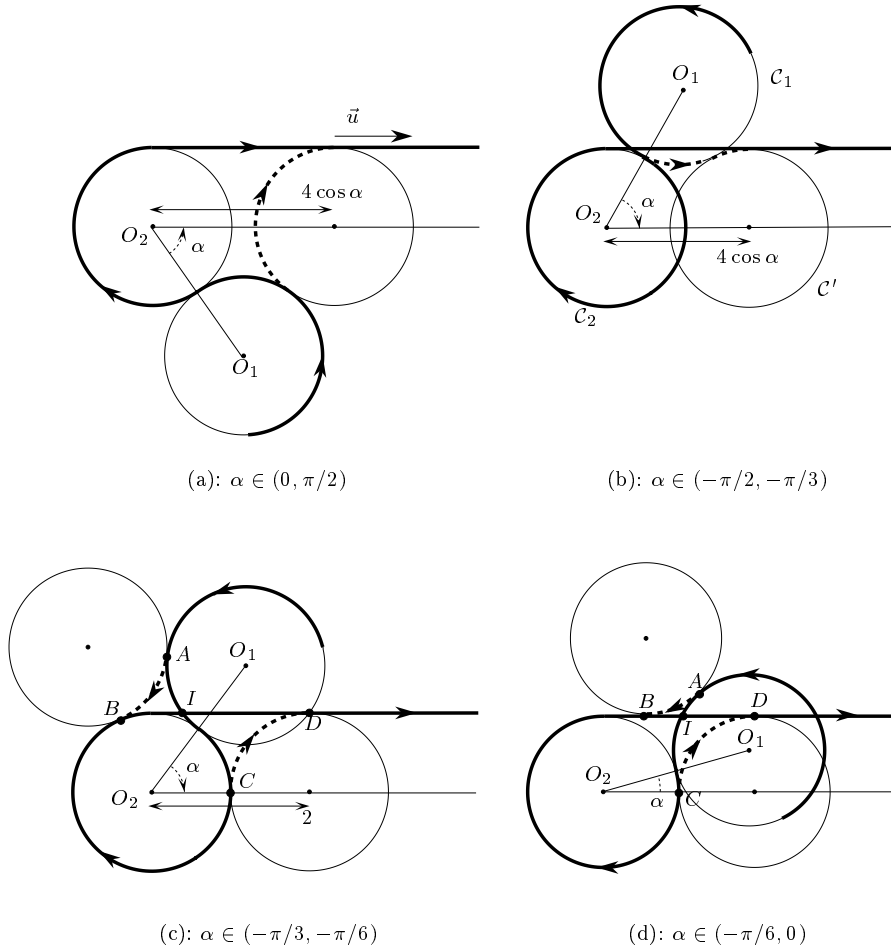 u⃗
4 cos α
O₂
α
O₁
(a): α ∈ (0, π/2)
O₁
𝒞₁
α
O₂
4 cos α
𝒞₂
𝒞′
(b): α ∈ (−π/2, −π/3)
A
O₁
B
I
D
α
C
O₂
2
(c): α ∈ (−π/3, −π/6)
A
B
D
I
O₁
O₂
α
C
(d): α ∈ (−π/6, 0)